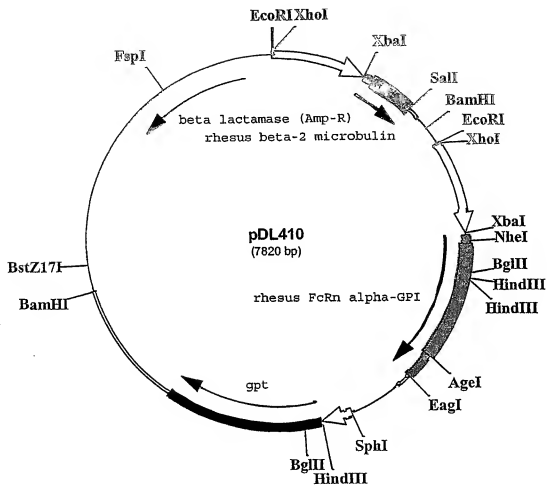 EcoRI XhoI
XbaI
FspI
SalI
BamHI
beta lactamase (Amp-R)
EcoRI
rhesus beta-2 microbulin
XhoI
XbaI
pDL410
NheI
(7820 bp)
BglII
BstZ17I
HindIII
BamHI
rhesus FcRn alpha-GPI
HindIII
gpt
AgeI
EagI
SphI
BglII
HindIII